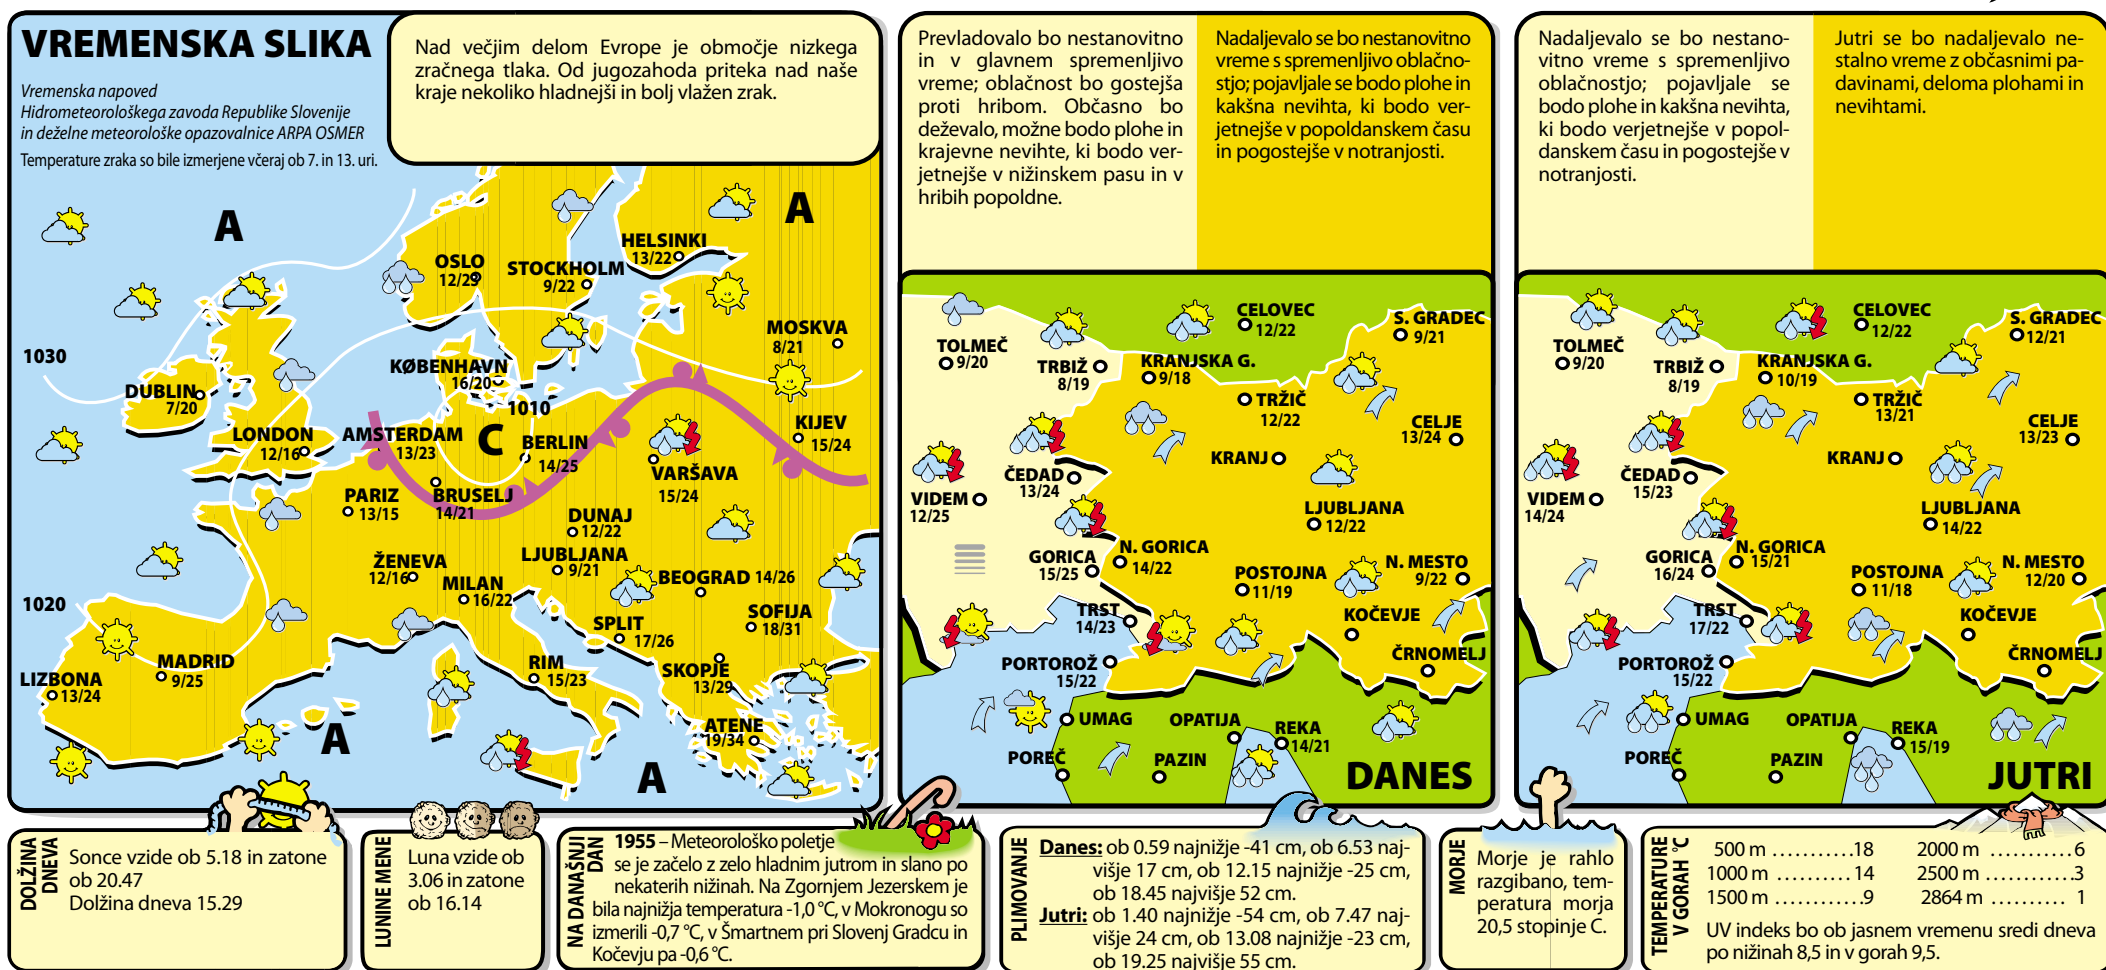 VREMENSKA SLIKA
Vremenska napoved
Hidrometeorološkega zavoda Republike Slovenije
in deželne meteorološke opazovalnice ARPA OSMER
Temperature zraka so bile izmerjene včeraj ob 7. in 13. uri.
Nad večjim delom Evrope je območje nizkega
zračnega tlaka. Od jugozahoda priteka nad naše
kraje nekoliko hladnejši in bolj vlažen zrak.
A
A
HELSINKI
13/22
OSLO
12/29
STOCKHOLM
9/22
MOSKVA
8/21
1030
KØBENHAVN
16/20
DUBLIN
7/20
1010
LONDON
12/16
AMSTERDAM
13/23
C
BERLIN
14/25
KIJEV
15/24
VARŠAVA
15/24
PARIZ
13/15
BRUSELJ
14/21
DUNAJ
12/22
ŽENEVA
12/16
LJUBLJANA
9/21
MILAN
16/22
BEOGRAD 14/26
1020
SOFIJA
18/31
SPLIT
17/26
MADRID
9/25
LIZBONA
13/24
RIM
15/23
SKOPJE
13/29
ATENE
19/34
A
A
Prevladovalo bo nestanovitno
in v glavnem spremenljivo
vreme; oblačnost bo gostejša
proti hribom. Občasno bo
deževalo, možne bodo plohe in
krajevne nevihte, ki bodo ver-
jetnejše v nižinskem pasu in v
hribih popoldne.
Nadaljevalo se bo nestanovitno
vreme s spremenljivo oblačno-
stjo; pojavljale se bodo plohe in
kakšna nevihta, ki bodo ver-
jetnejše v popoldanskem času
in pogostejše v notranjosti.
CELOVEC
12/22
S. GRADEC
9/21
TOLMEČ
9/20
TRBIŽ
8/19
KRANJSKA G.
9/18
TRŽIČ
12/22
CELJE
13/24
KRANJ
ČEDAD
13/24
VIDEM
12/25
LJUBLJANA
12/22
GORICA
15/25
N. GORICA
14/22
POSTOJNA
11/19
N. MESTO
9/22
TRST
14/23
KOČEVJE
PORTOROŽ
15/22
ČRNOMELJ
UMAG
OPATIJA
REKA
14/21
POREČ
PAZIN
DANES
Nadaljevalo se bo nestano-
vitno vreme s spremenljivo
oblačnostjo; pojavljale se
bodo plohe in kakšna nevihta,
ki bodo verjetnejše v popol-
danskem času in pogostejše v
notranjosti.
Jutri se bo nadaljevalo ne-
stalno vreme z občasnimi pa-
davinami, deloma plohami in
nevihtami.
CELOVEC
12/22
S. GRADEC
12/21
TOLMEČ
9/20
TRBIŽ
8/19
KRANJSKA G.
10/19
TRŽIČ
13/21
CELJE
13/23
KRANJ
ČEDAD
15/23
VIDEM
14/24
LJUBLJANA
14/22
GORICA
16/24
N. GORICA
15/21
POSTOJNA
11/18
N. MESTO
12/20
TRST
17/22
KOČEVJE
PORTOROŽ
15/22
ČRNOMELJ
UMAG
OPATIJA
REKA
15/19
POREČ
PAZIN
JUTRI
DOLŽINA
DNEVA
Sonce vzide ob 5.18 in zatone
ob 20.47
Dolžina dneva 15.29
LUNINE MENE
Luna vzide ob
3.06 in zatone
ob 16.14
NA DANAŠNJI
DAN
1955 – Meteorološko poletje
se je začelo z zelo hladnim jutrom in slano po
nekaterih nižinah. Na Zgornjem Jezerskem je
bila najnižja temperatura -1,0 °C, v Mokronogu so
izmerili -0,7 °C, v Šmartnem pri Slovenj Gradcu in
Kočevju pa -0,6 °C.
PLIMOVANJE
Danes: ob 0.59 najnižje -41 cm, ob 6.53 naj-
višje 17 cm, ob 12.15 najnižje -25 cm,
ob 18.45 najvišje 52 cm.
Jutri: ob 1.40 najnižje -54 cm, ob 7.47 naj-
višje 24 cm, ob 13.08 najnižje -23 cm,
ob 19.25 najvišje 55 cm.
MORJE
Morje je rahlo
razgibano, tem-
peratura morja
20,5 stopinje C.
TEMPERATURE
V GORAH °C
500 m ...........18
1000 m ..........14
1500 m ............9
2000 m ...........6
2500 m ............3
2864 m .......... 1
UV indeks bo ob jasnem vremenu sredi dneva
po nižinah 8,5 in v gorah 9,5.